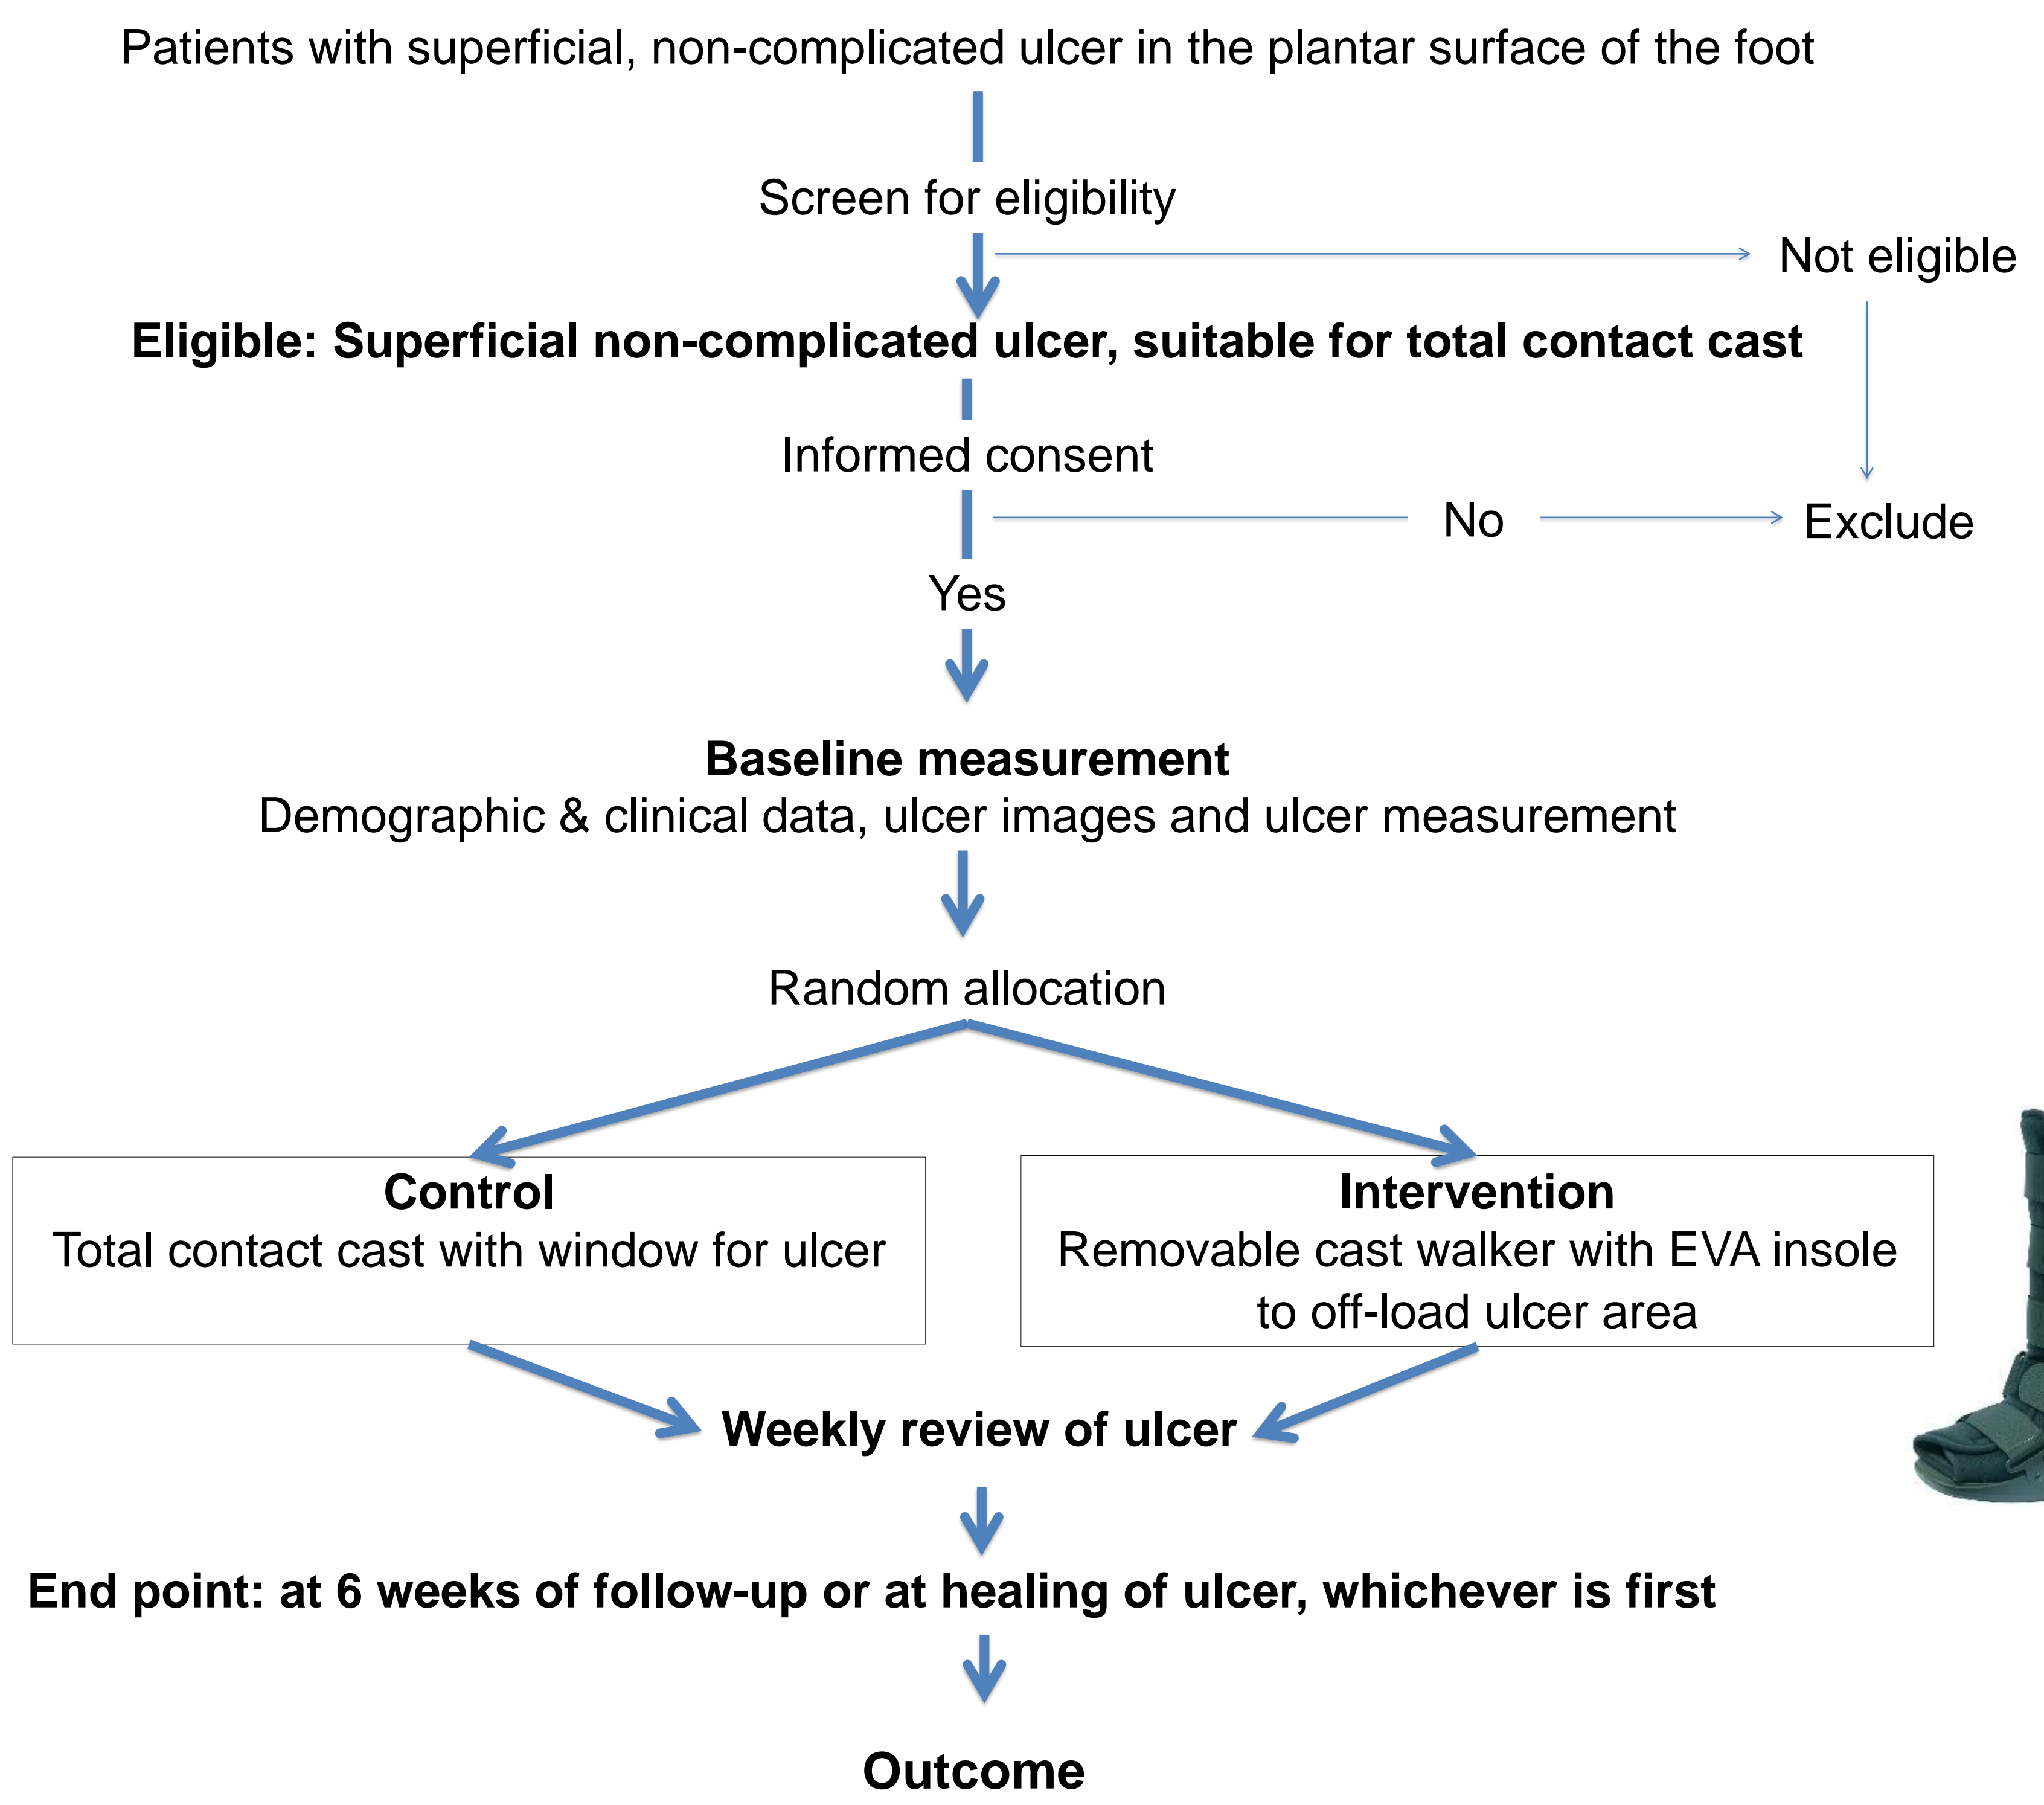 Patients with superficial, non-complicated ulcer in the plantar surface of the foot
Screen for eligibility
Not eligible
Eligible: Superficial non-complicated ulcer, suitable for total contact cast
Informed consent
No
Exclude
Yes
Baseline measurement
Demographic & clinical data, ulcer images and ulcer measurement
Random allocation
Control
Total contact cast with window for ulcer
Intervention
Removable cast walker with EVA insole
to off-load ulcer area
Weekly review of ulcer
End point: at 6 weeks of follow-up or at healing of ulcer, whichever is first
Outcome